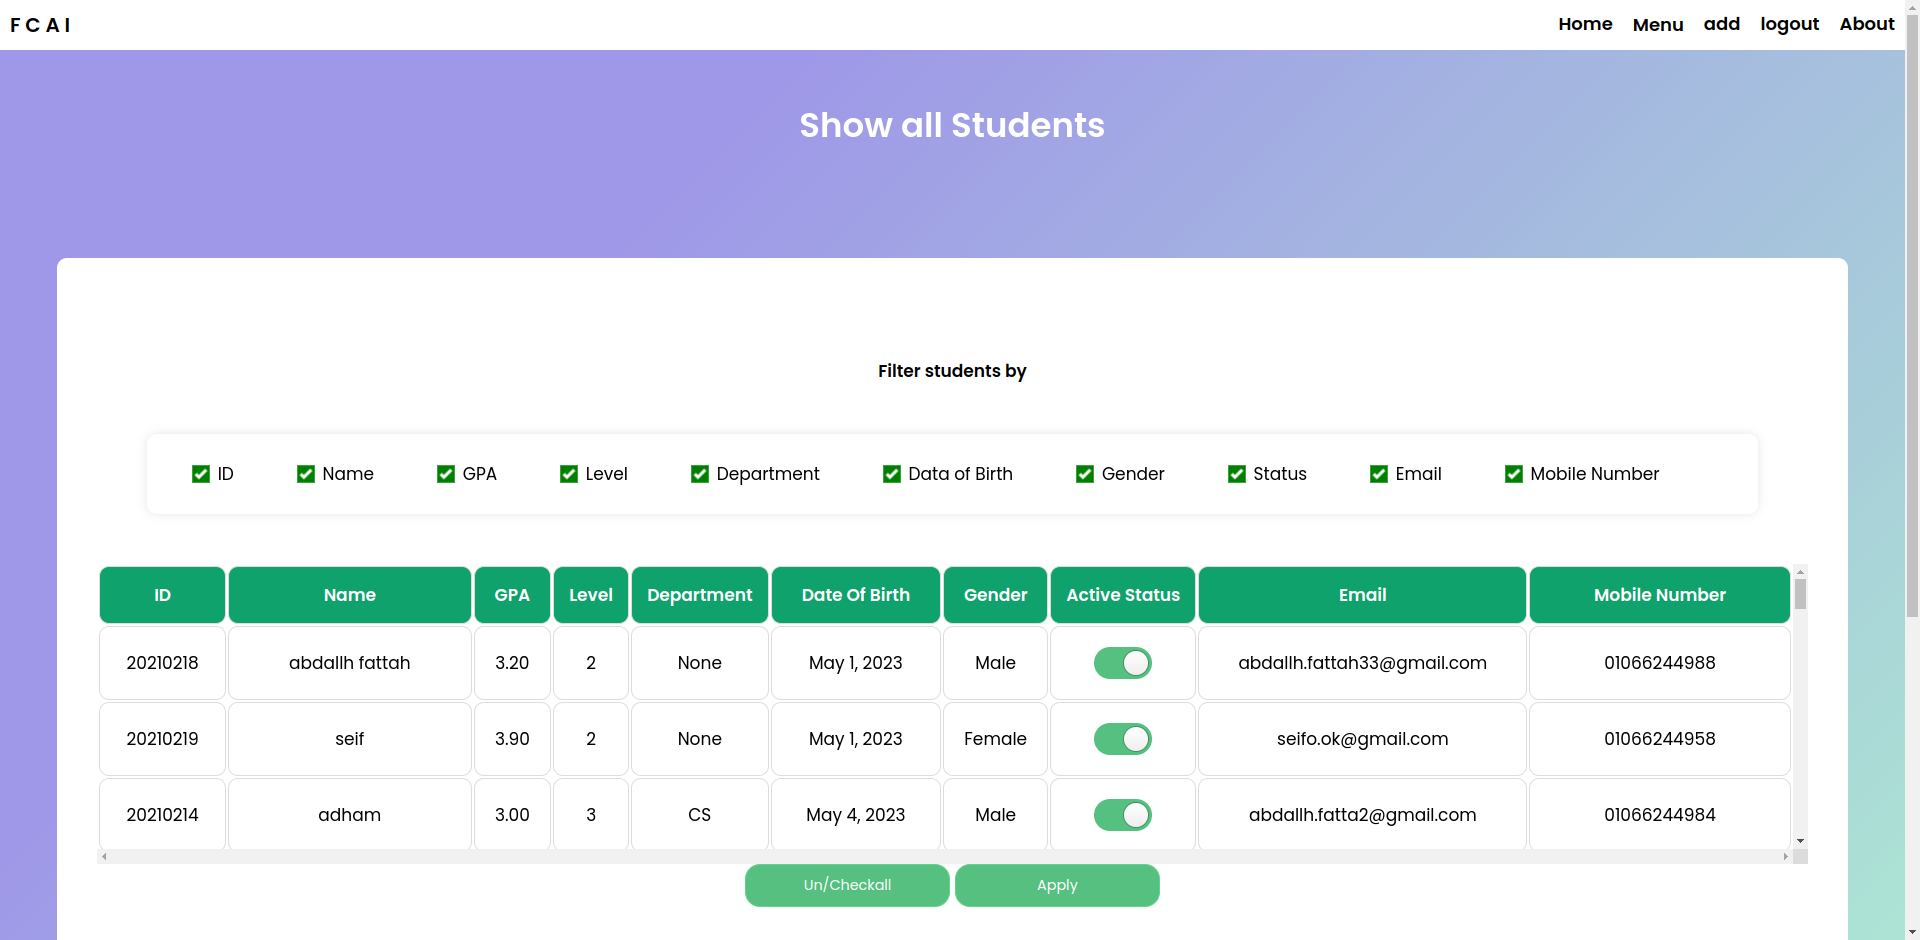 FCAI Home Menu add logout About
Show all Students
Filter students by
ID Name GPA Level Department Data of Birth Gender Status Email Mobile Number
ID Name GPA Level Department Date Of Birth Gender Active Status Email Mobile Number
20210218 abdallh fattah 3.20 2 None May 1, 2023 Male abdallh.fattah33@gmail.com 01066244988
20210219 seif 3.90 2 None May 1, 2023 Female seifo.ok@gmail.com 01066244958
20210214 adham 3.00 3 CS May 4, 2023 Male abdallh.fatta2@gmail.com 01066244984
Un/Checkall Apply